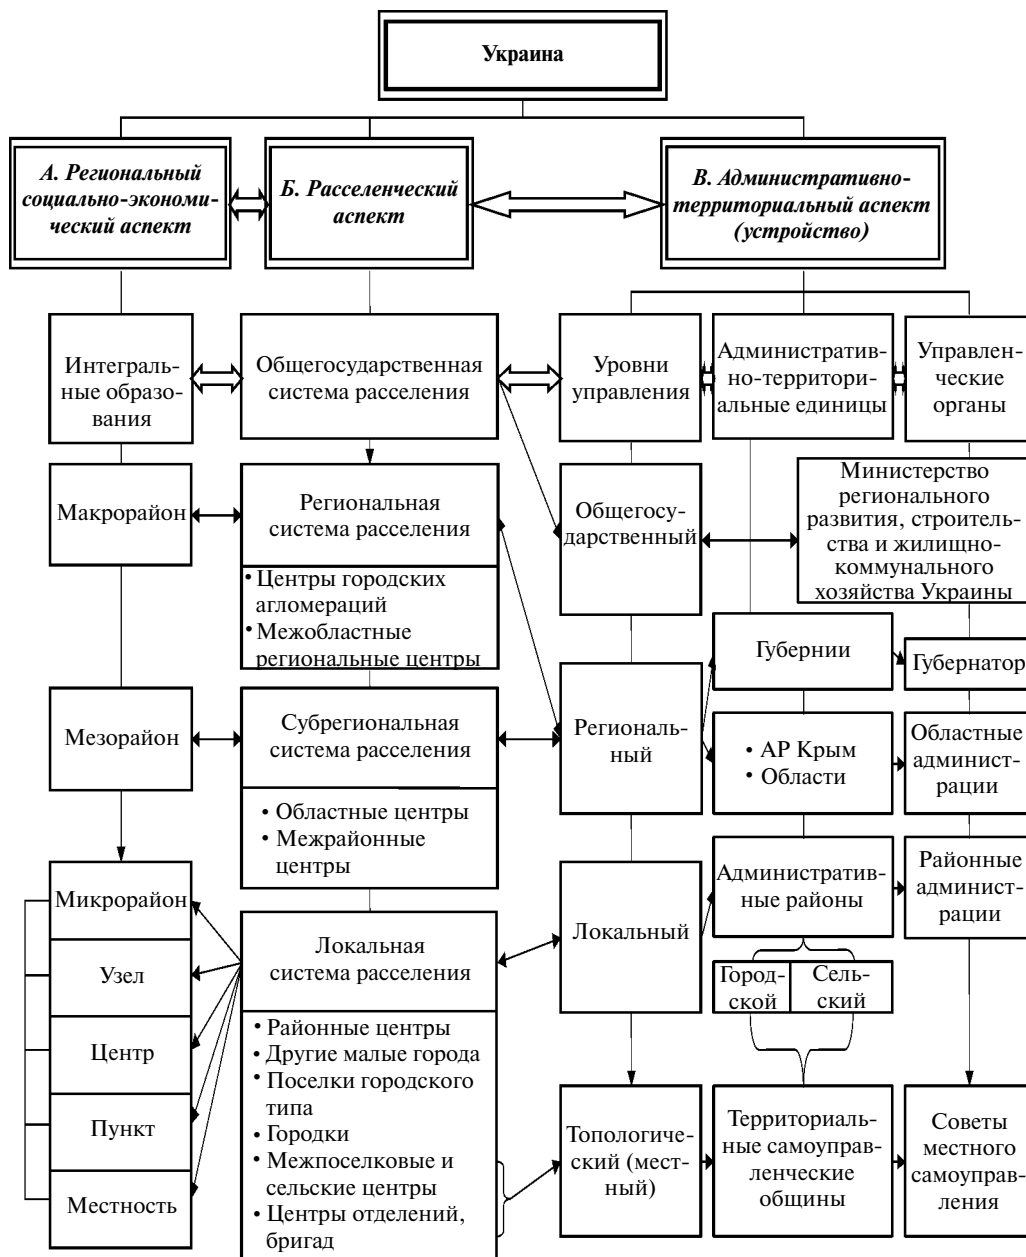 Украина
А. Региональный
социально-экономи-
ческий аспект
Б. Расселенческий
аспект
В. Административно-
территориальный аспект
(устройство)
Интеграль-
ные образо-
вания
Общегосударственная
система расселения
Уровни
управления
Административ-
но-территори-
альные единицы
Управлен-
ческие
органы
Макрорайон
Региональная
система расселения
• Центры городских
агломераций
• Межобластные
региональные центры
Общегосу-
дарственный
Министерство
регионального
развития, строитель-
ства и жилищно-
коммунального
хозяйства Украины
Губернии
Губернатор
Мезорайон
Субрегиональная
система расселения
• Областные центры
• Межрайонные
центры
Региональ-
ный
• АР Крым
• Области
Областные
админист-
рации
Микрорайон
Узел
Центр
Пункт
Местность
Локальная
система расселения
• Районные центры
• Другие малые города
• Поселки городского
типа
• Городки
• Межпоселковые и
сельские центры
• Центры отделений,
бригад
Локальный
Административ-
ные районы
Районные
админист-
рации
Город-
ской
Сель-
ский
Топологиче-
ский (мест-
ный)
Территориаль-
ные самоуправ-
ленческие
общины
Советы
местного
самоуправ-
ления